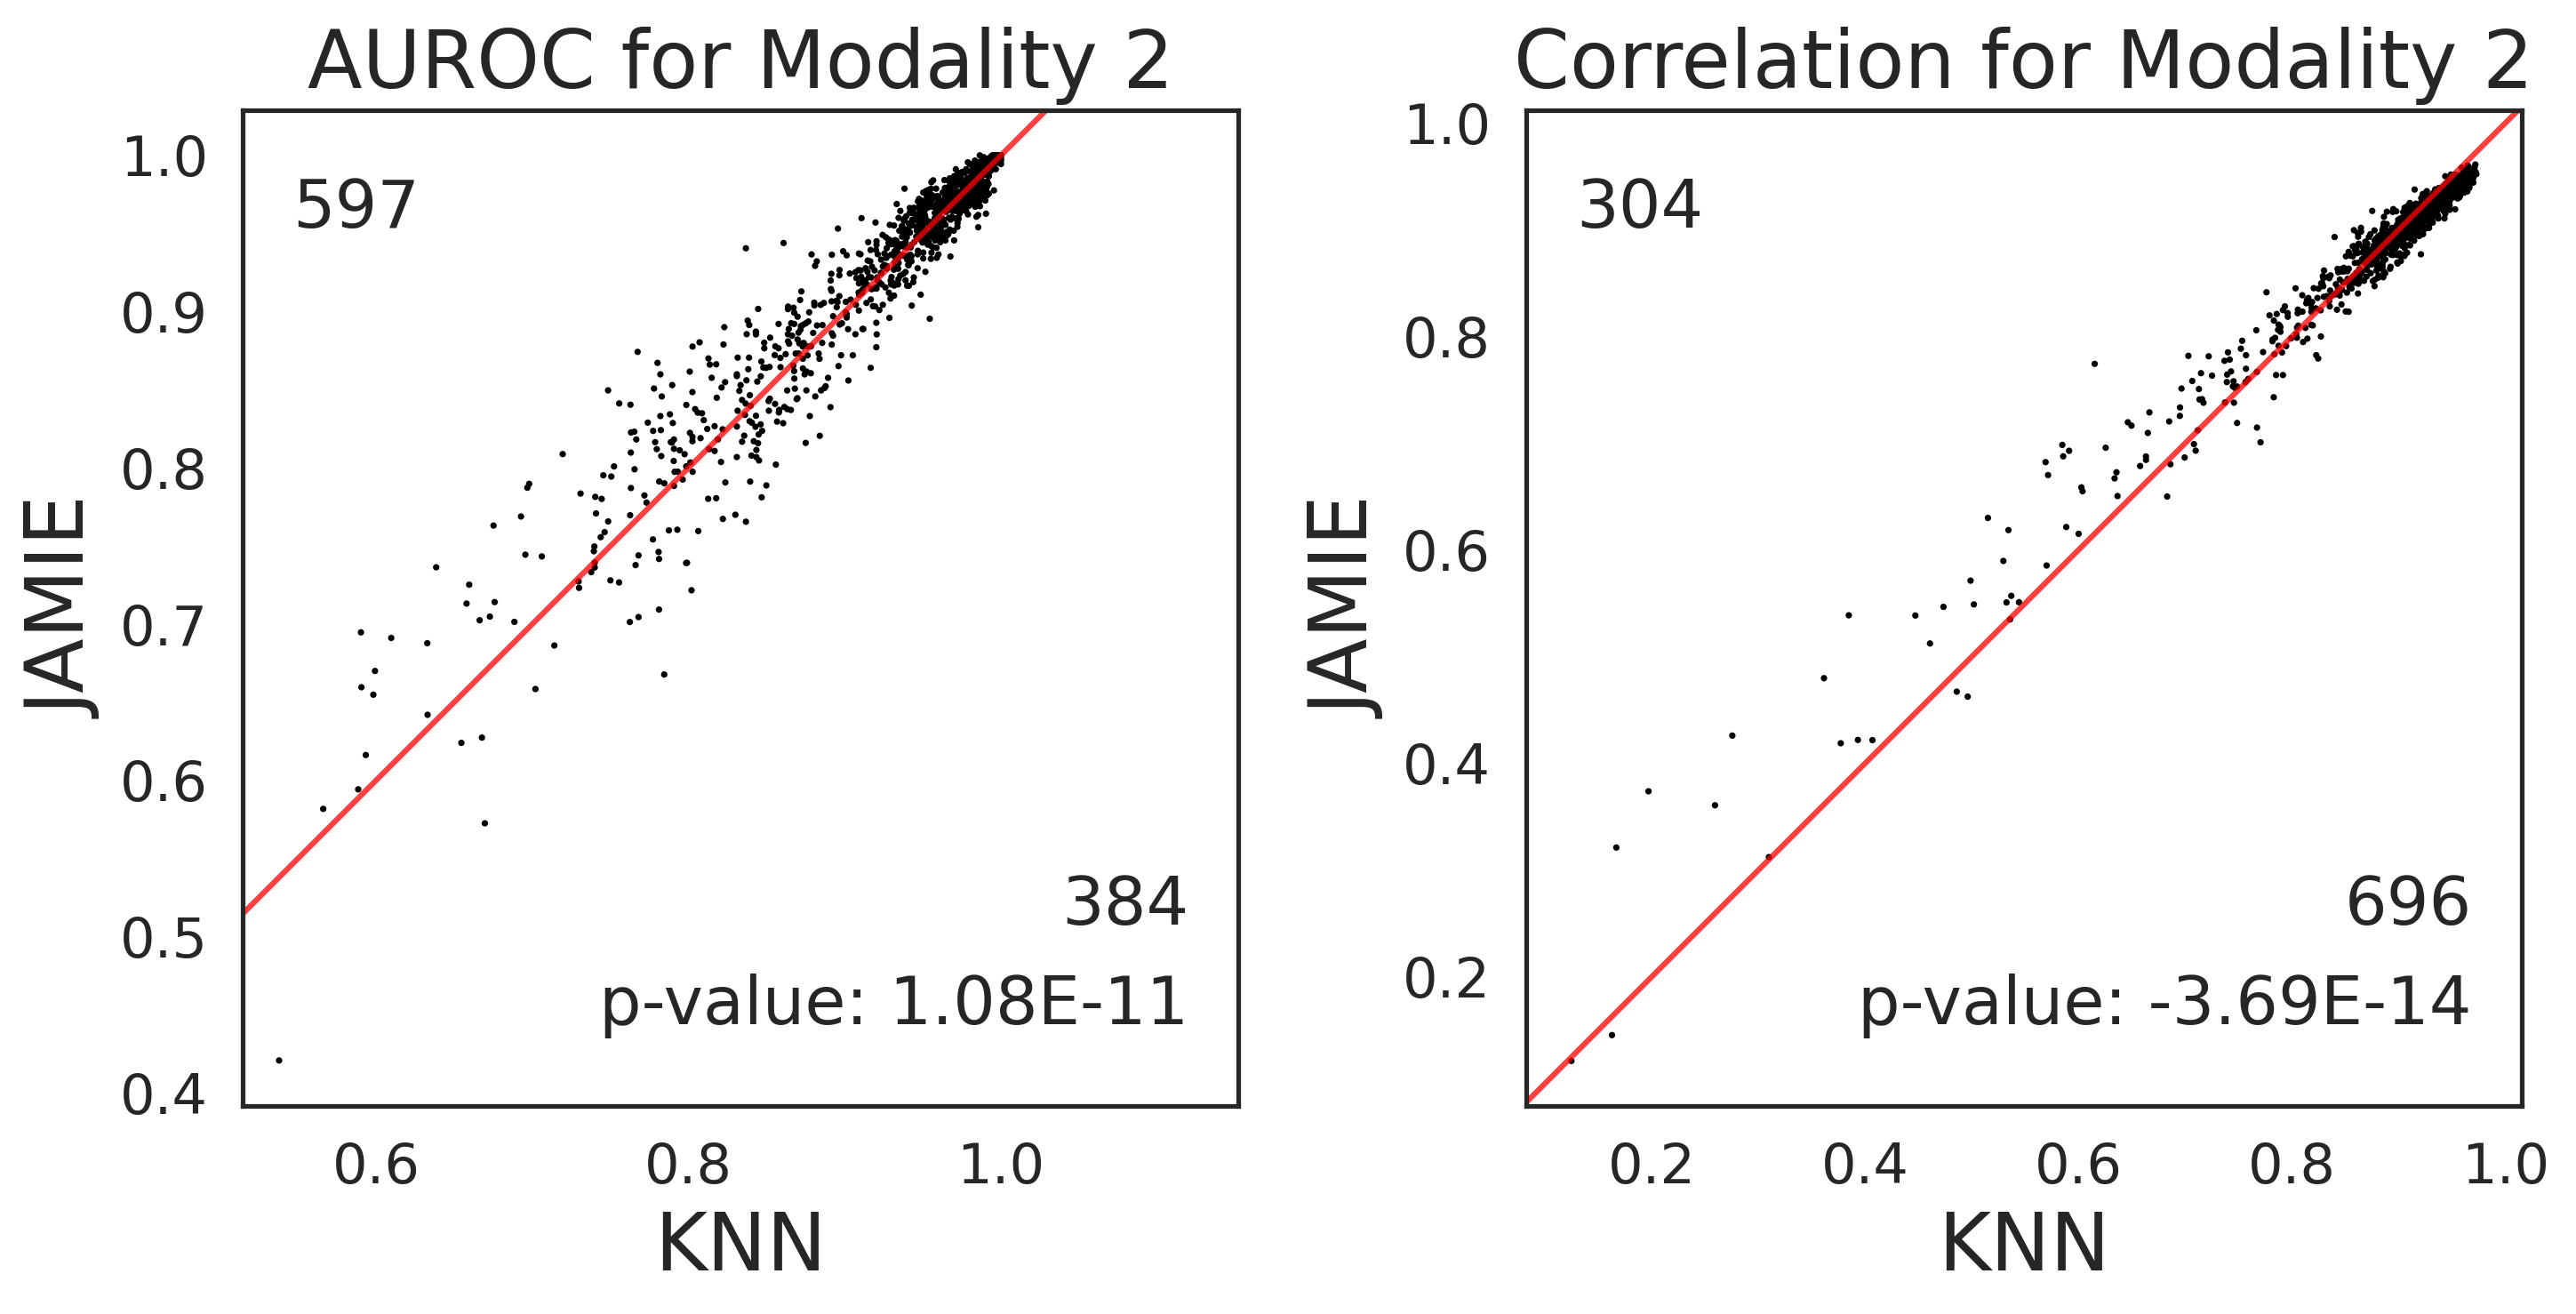 AUROC for Modality 2
JAMIE
1.0
0.9
0.8
0.7
0.6
0.5
0.4
597
384
p-value: 1.08E-11
0.6 0.8 1.0
KNN
Correlation for Modality 2
JAMIE
1.0
0.8
0.6
0.4
0.2
304
696
p-value: -3.69E-14
0.2 0.4 0.6 0.8 1.0
KNN